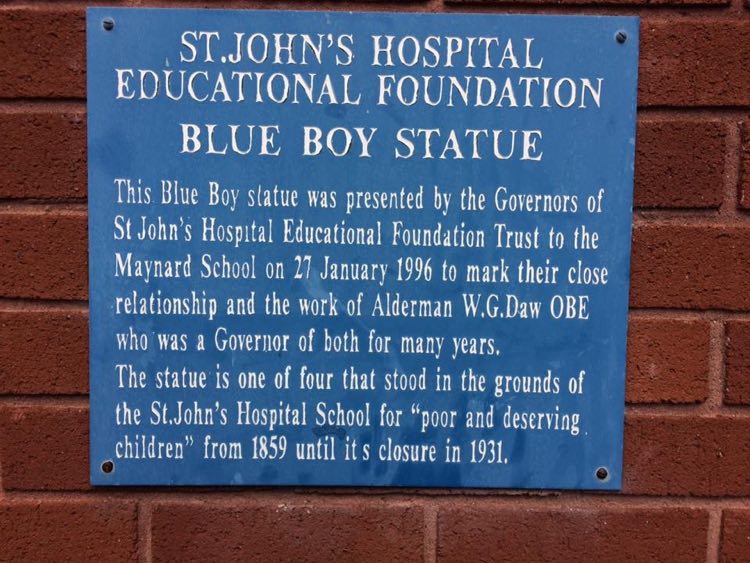 ST.JOHN'S HOSPITAL
EDUCATIONAL FOUNDATION
BLUE BOY STATUE
This Blue Boy statue was presented by the Governors of
St John's Hospital Educational Foundation Trust to the
Maynard School on 27 January 1996 to mark their close
relationship and the work of Alderman W.G.Daw OBE
who was a Governor of both for many years.
The statue is one of four that stood in the grounds of
the St.John's Hospital School for “poor and deserving
children” from 1859 until its closure in 1931.